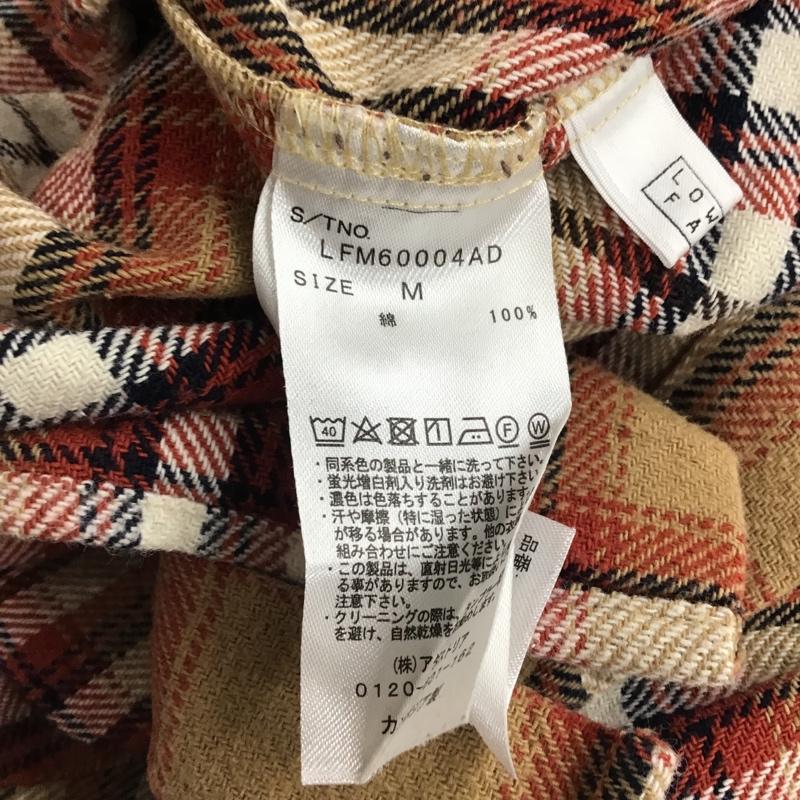 S/TNO.
LFM60004AD
SIZE M
綿 100%
40
F W
・同系色の製品と一緒に洗って下さい。
・蛍光増白剤入り洗剤はお避け下さ
・濃色は色落ちすることがあります
・汗や摩擦（特に湿った状態）に
が移る場合があります。他の
組み合わせにご注意ください
・この製品は、直射日光等に
る事がありますので、お
注意下さい。
・クリーニングの際は、
を避け、自然乾燥を
（株）ア
0120-
カ
LOW
FA